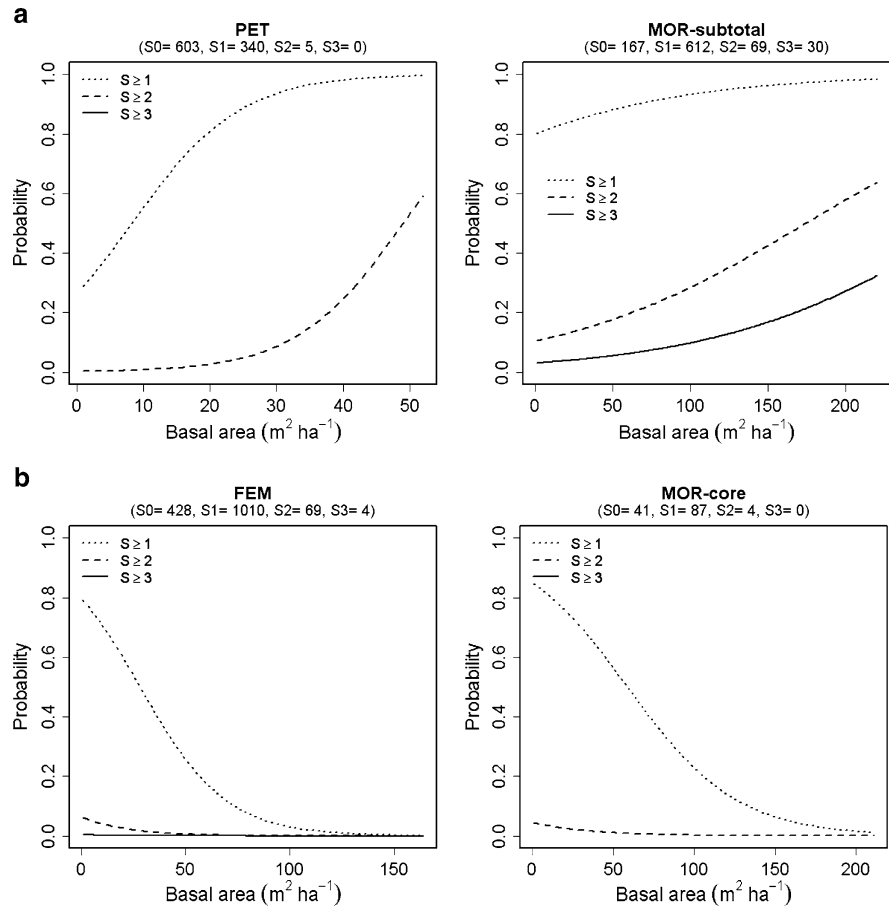 a
PET
(S0= 603, S1= 340, S2= 5, S3= 0)
S ≥ 1
S ≥ 2
S ≥ 3
Probability
0.0 0.2 0.4 0.6 0.8 1.0
0 10 20 30 40 50
Basal area (m² ha⁻¹)
MOR-subtotal
(S0= 167, S1= 612, S2= 69, S3= 30)
S ≥ 1
S ≥ 2
S ≥ 3
Probability
0.0 0.2 0.4 0.6 0.8 1.0
0 50 100 150 200
Basal area (m² ha⁻¹)
b
FEM
(S0= 428, S1= 1010, S2= 69, S3= 4)
S ≥ 1
S ≥ 2
S ≥ 3
Probability
0.0 0.2 0.4 0.6 0.8 1.0
0 50 100 150
Basal area (m² ha⁻¹)
MOR-core
(S0= 41, S1= 87, S2= 4, S3= 0)
S ≥ 1
S ≥ 2
S ≥ 3
Probability
0.0 0.2 0.4 0.6 0.8 1.0
0 50 100 150 200
Basal area (m² ha⁻¹)